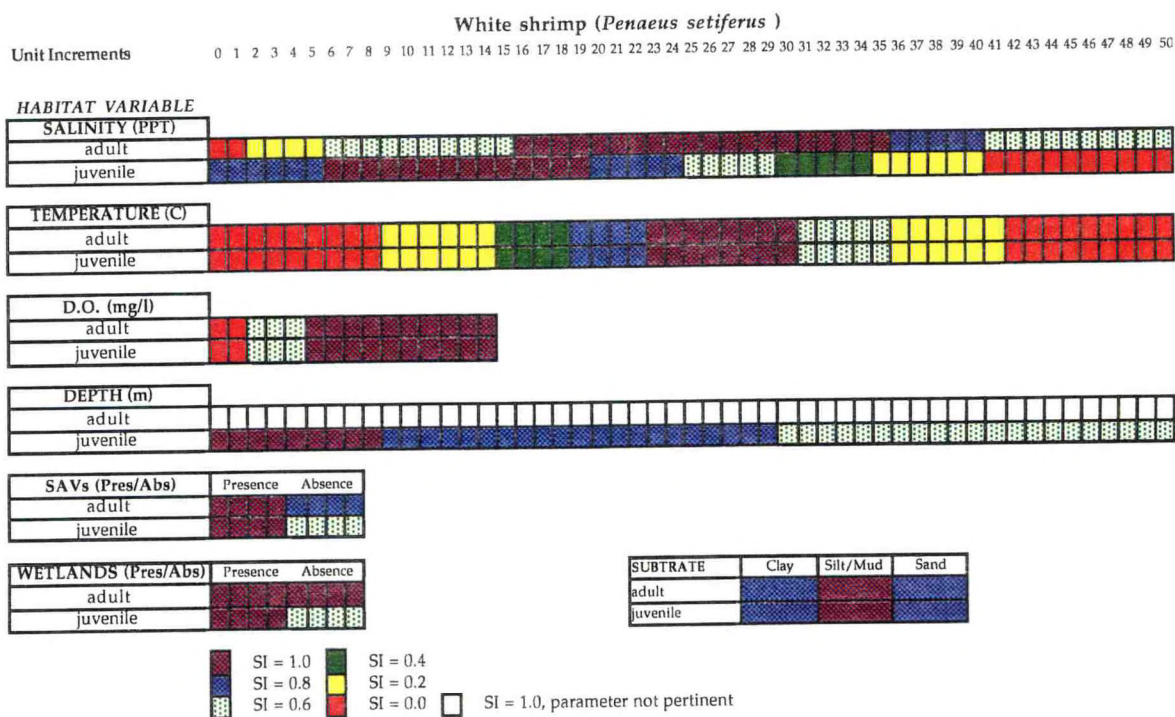 White shrimp (Penaeus setiferus )
Unit Increments 0 1 2 3 4 5 6 7 8 9 10 11 12 13 14 15 16 17 18 19 20 21 22 23 24 25 26 27 28 29 30 31 32 33 34 35 36 37 38 39 40 41 42 43 44 45 46 47 48 49 50
HABITAT VARIABLE
SALINITY (PPT)
adult
juvenile
TEMPERATURE (C)
adult
juvenile
D.O. (mg/l)
adult
juvenile
DEPTH (m)
adult
juvenile
SAVs (Pres/Abs) Presence Absence
adult
juvenile
WETLANDS (Pres/Abs) Presence Absence
adult
juvenile
SUBTRATE Clay Silt/Mud Sand
adult
juvenile
SI = 1.0 SI = 0.4
SI = 0.8 SI = 0.2
SI = 0.6 SI = 0.0 SI = 1.0, parameter not pertinent